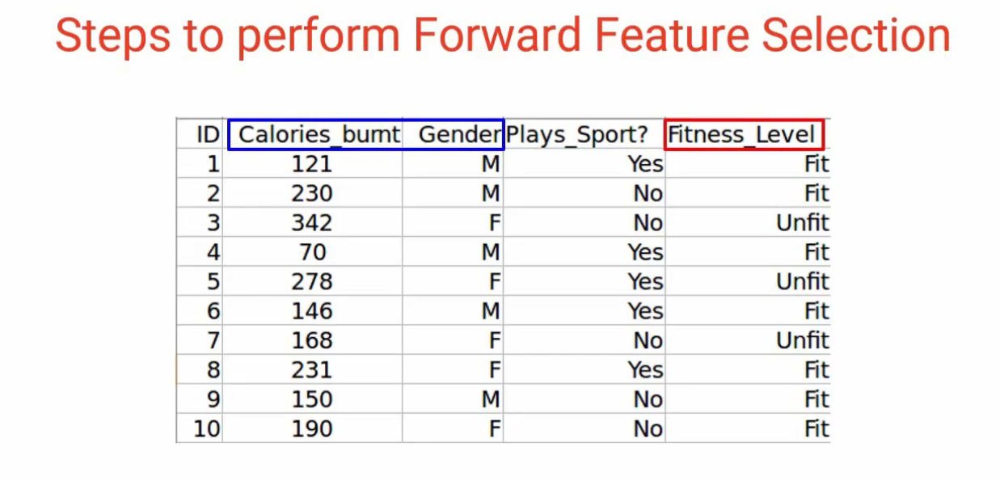 Steps to perform Forward Feature Selection
ID Calories_burnt Gender Plays_Sport? Fitness_Level
1 121 M Yes Fit
2 230 M No Fit
3 342 F No Unfit
4 70 M Yes Fit
5 278 F Yes Unfit
6 146 M Yes Fit
7 168 F No Unfit
8 231 F Yes Fit
9 150 M No Fit
10 190 F No Fit